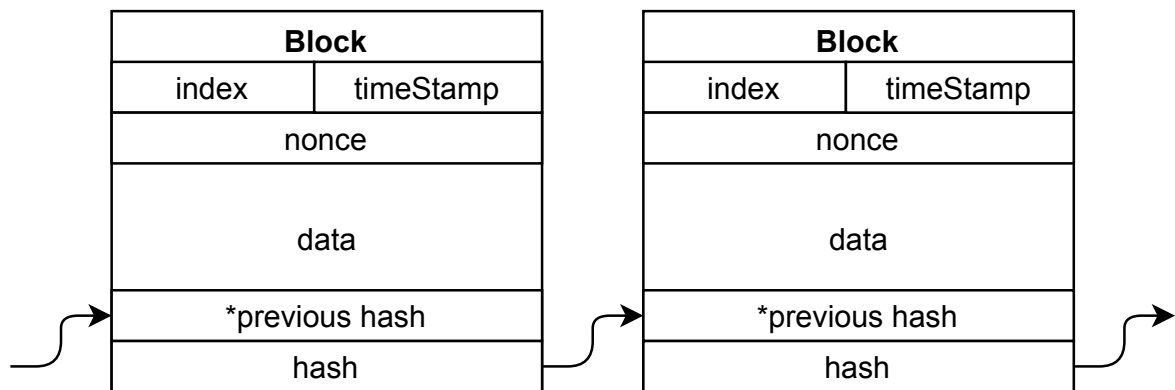 Block
index timeStamp
nonce
data
*previous hash
hash
Block
index timeStamp
nonce
data
*previous hash
hash